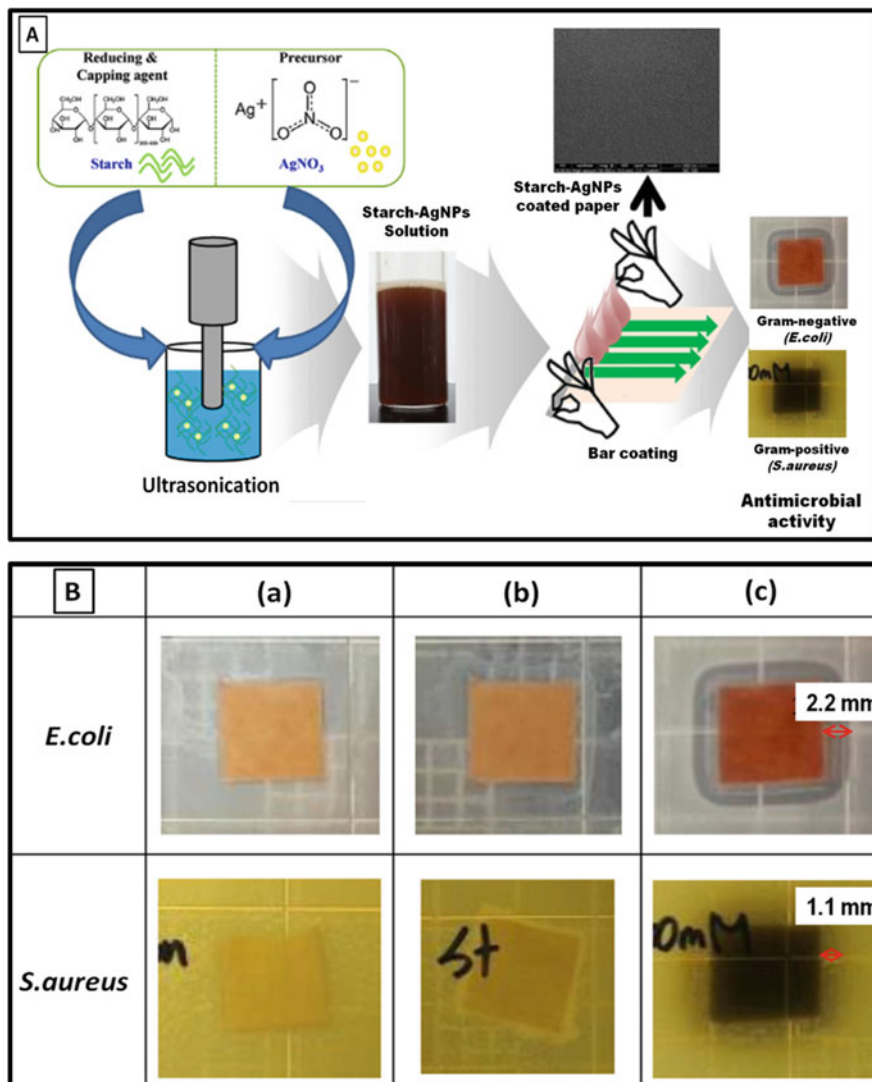 A
Reducing &
Capping agent
Starch
Precursor
Ag⁺
AgNO₃
Starch-AgNPs
Solution
Ultrasonication
Starch-AgNPs
coated paper
Bar coating
Gram-negative
(E.coli)
0mM
Gram-positive
(S.aureus)
Antimicrobial
activity
B
(a)
(b)
(c)
E.coli
2.2 mm
S.aureus
St
0mM
1.1 mm